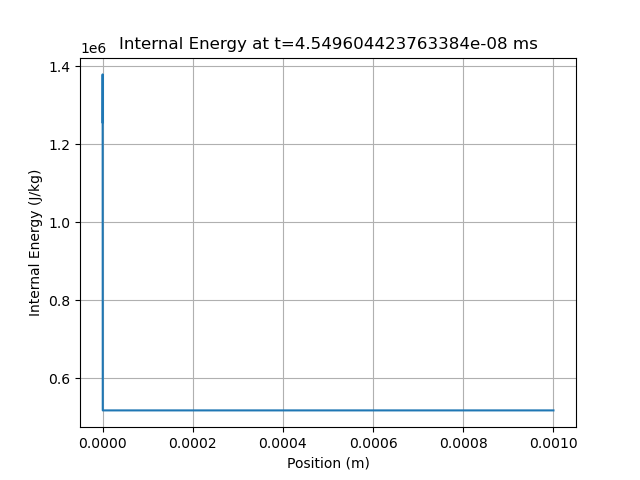 Internal Energy at t=4.549604423763384e-08 ms
1e6
1.4
1.2
1.0
0.8
0.6
Internal Energy (J/kg)
0.0000 0.0002 0.0004 0.0006 0.0008 0.0010
Position (m)